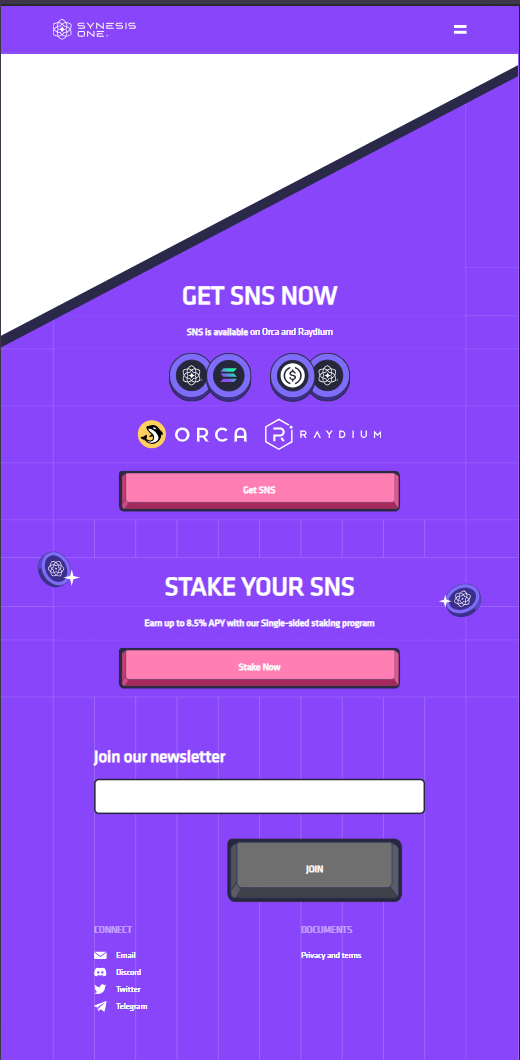 SYNESIS
ONE.
GET SNS NOW
SNS is available on Orca and Raydium
ORCA RAYDIUM
Get SNS
STAKE YOUR SNS
Earn up to 8.5% APY with our Single-sided staking program
Stake Now
Join our newsletter
JOIN
CONNECT
DOCUMENTS
Email
Privacy and terms
Discord
Twitter
Telegram